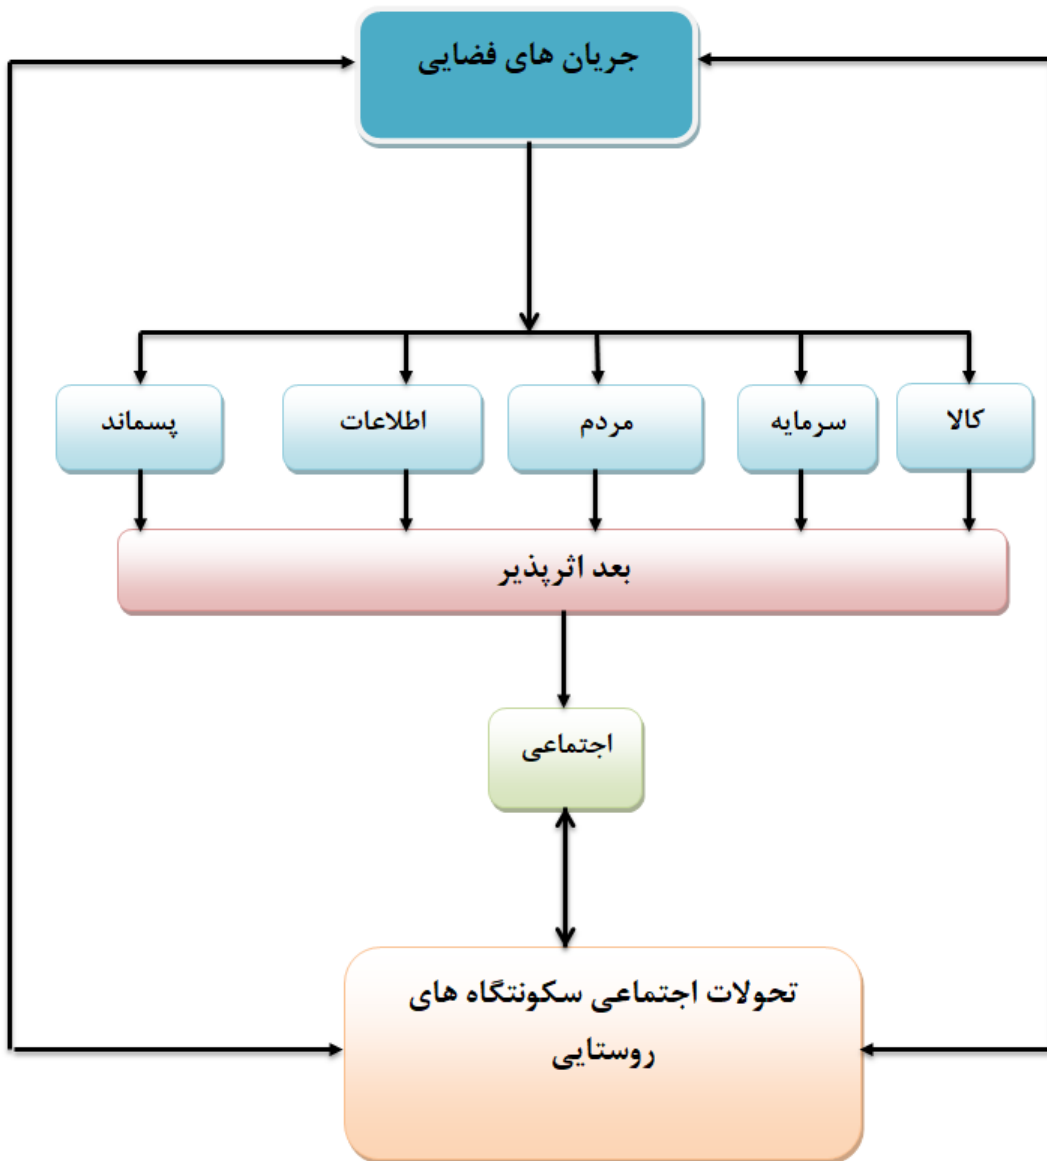 جریان های فضایی
کالا
سرمایه
مردم
اطلاعات
پسماند
بعد اثرپذیر
اجتماعی
تحولات اجتماعی سکونتگاه های
روستایی